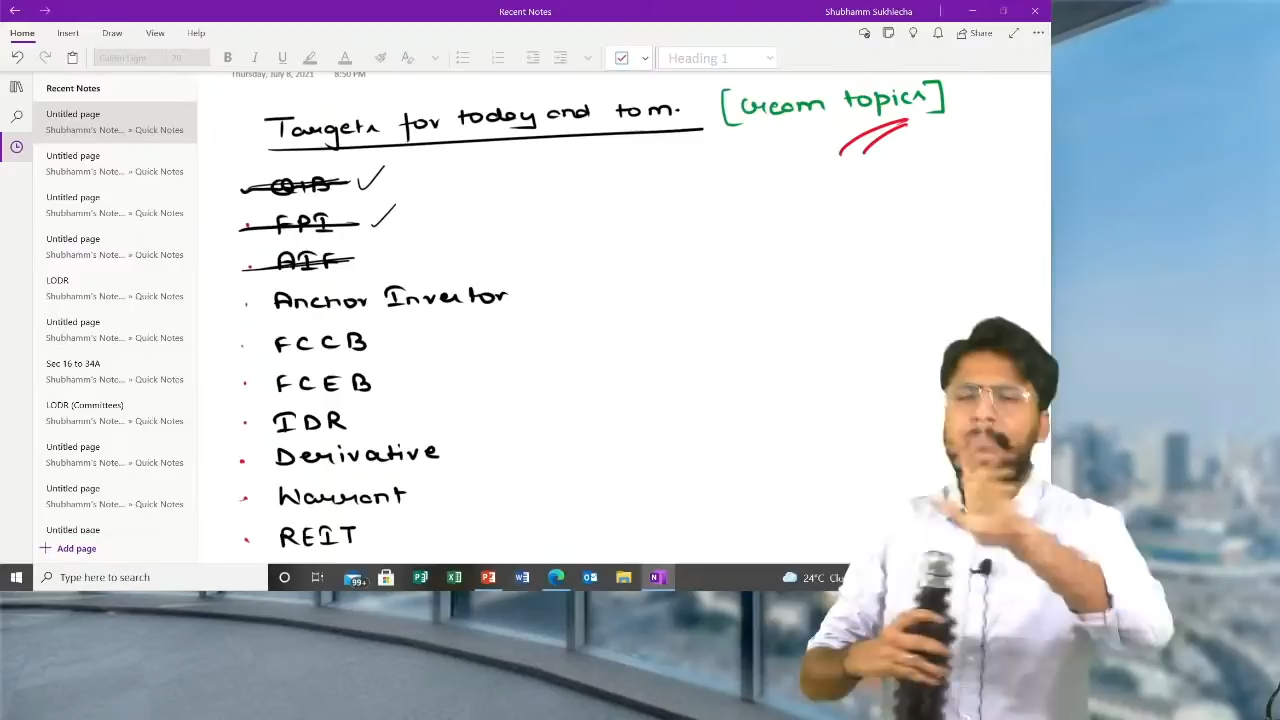 Recent Notes
Shubhamm Sukhlecha
Home Insert Draw View Help
Share
20
Heading 1
Thursday, July 8, 2021 8:50 PM
Recent Notes
Untitled page
Shubhamm's Note... » Quick Notes
Untitled page
Shubhamm's Note... » Quick Notes
Untitled page
Shubhamm's Note... » Quick Notes
Untitled page
Shubhamm's Note... » Quick Notes
LODR
Shubhamm's Note... » Quick Notes
Untitled page
Shubhamm's Note... » Quick Notes
Sec 16 to 34A
Shubhamm's Note... » Quick Notes
LODR (Committees)
Shubhamm's Note... » Quick Notes
Untitled page
Shubhamm's Note... » Quick Notes
Untitled page
Shubhamm's Note... » Quick Notes
Untitled page
+ Add page
Targets for today and tom. [Cream topics]
QIB
FPI
AIF
Anchor Investor
FCCB
FCEB
IDR
Derivative
Warrant
REIT
Type here to search
99+
24°C